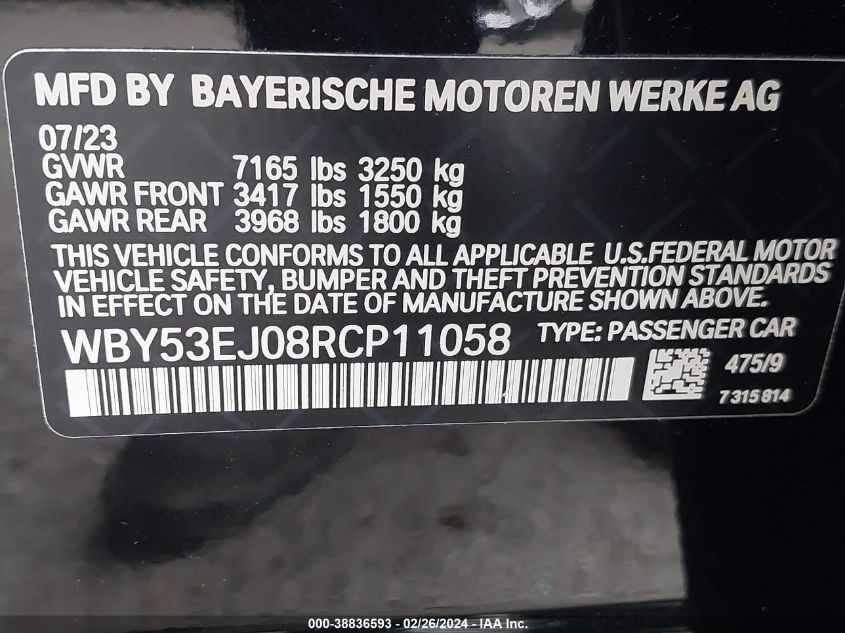 MFD BY BAYERISCHE MOTOREN WERKE AG
07/23
GVWR 7165 lbs 3250 kg
GAWR FRONT 3417 lbs 1550 kg
GAWR REAR 3968 lbs 1800 kg
THIS VEHICLE CONFORMS TO ALL APPLICABLE U.S.FEDERAL MOTOR
VEHICLE SAFETY, BUMPER AND THEFT PREVENTION STANDARDS
IN EFFECT ON THE DATE OF MANUFACTURE SHOWN ABOVE.
WBY53EJ08RCP11058 TYPE: PASSENGER CAR
475/9
7315814
000-38836593 - 02/26/2024 - IAA Inc.